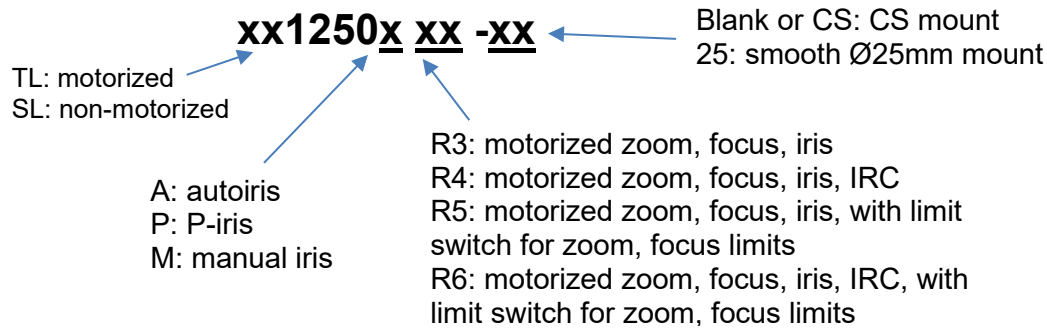 xx1250x xx -xx
Blank or CS: CS mount
25: smooth Ø25mm mount
TL: motorized
SL: non-motorized
A: autoiris
P: P-iris
M: manual iris
R3: motorized zoom, focus, iris
R4: motorized zoom, focus, iris, IRC
R5: motorized zoom, focus, iris, with limit
switch for zoom, focus limits
R6: motorized zoom, focus, iris, IRC, with
limit switch for zoom, focus limits